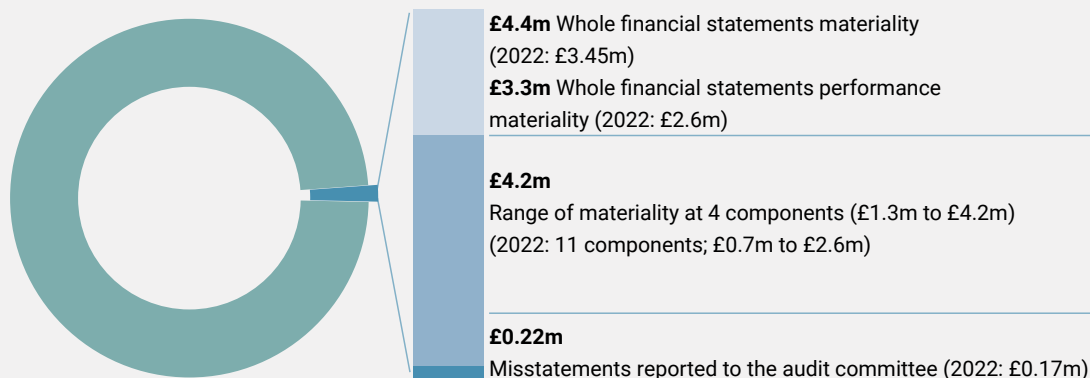 £4.4m Whole financial statements materiality
(2022: £3.45m)
£3.3m Whole financial statements performance
materiality (2022: £2.6m)
£4.2m
Range of materiality at 4 components (£1.3m to £4.2m)
(2022: 11 components; £0.7m to £2.6m)
£0.22m
Misstatements reported to the audit committee (2022: £0.17m)